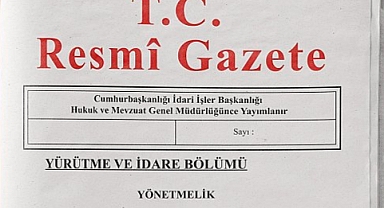 T.C.
Resmî Gazete
Cumhurbaşkanlığı İdari İşler Başkanlığı
Hukuk ve Mevzuat Genel Müdürlüğünce Yayımlanır
Sayı :
YÜRÜTME VE İDARE BÖLÜMÜ
YÖNETMELİK